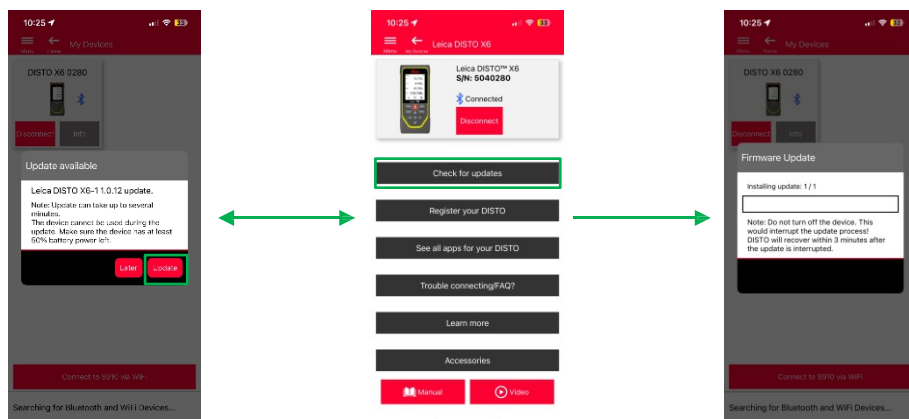 10:25
33
Menu
Home
My Devices
DISTO X6 0280
Disconnect
Info
Update available
Leica DISTO X6-1 1.0.12 update.
Note: Update can take up to several
minutes.
The device cannot be used during the
update. Make sure the device has at least
50% battery power left.
Later
Update
Connect to S910 via WiFi
Searching for Bluetooth and WiFi Devices...
10:25
33
Menu
My Devices
Leica DISTO X6
Leica DISTO™ X6
S/N: 5040280
Connected
Disconnect
Check for updates
Register your DISTO
See all apps for your DISTO
Trouble connecting/FAQ?
Learn more
Accessories
Manual
Video
10:25
33
Menu
Home
My Devices
DISTO X6 0280
Disconnect
Info
Firmware Update
Installing update: 1 / 1
Note: Do not turn off the device. This
would interrupt the update process!
DISTO will recover within 3 minutes after
the update is interrupted.
Connect to S910 via WiFi
Searching for Bluetooth and WiFi Devices...